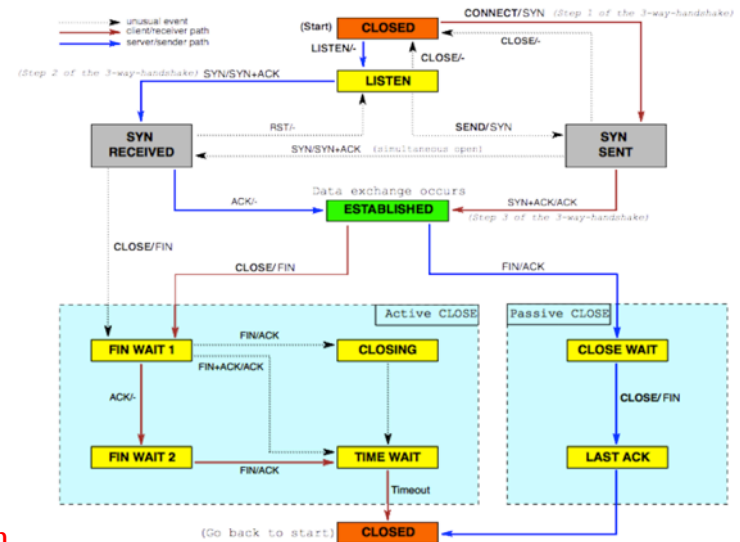 unusual event
client/receiver path
server/sender path
(Start)
CLOSED
CONNECT/SYN (Step 1 of the 3-way-handshake)
CLOSE/-
LISTEN/-
CLOSE/-
LISTEN
(Step 2 of the 3-way-handshake) SYN/SYN+ACK
RST/-
SEND/SYN
SYN
RECEIVED
SYN
SENT
SYN/SYN+ACK (simultaneous open)
Data exchange occurs
ACK/-
ESTABLISHED
SYN+ACK/ACK
(Step 3 of the 3-way-handshake)
CLOSE/FIN
CLOSE/FIN
FIN/ACK
Active CLOSE
Passive CLOSE
FIN WAIT 1
FIN/ACK
CLOSING
CLOSE WAIT
FIN+ACK/ACK
ACK/-
CLOSE/FIN
FIN WAIT 2
FIN/ACK
TIME WAIT
LAST ACK
Timeout
(Go back to start)
CLOSED